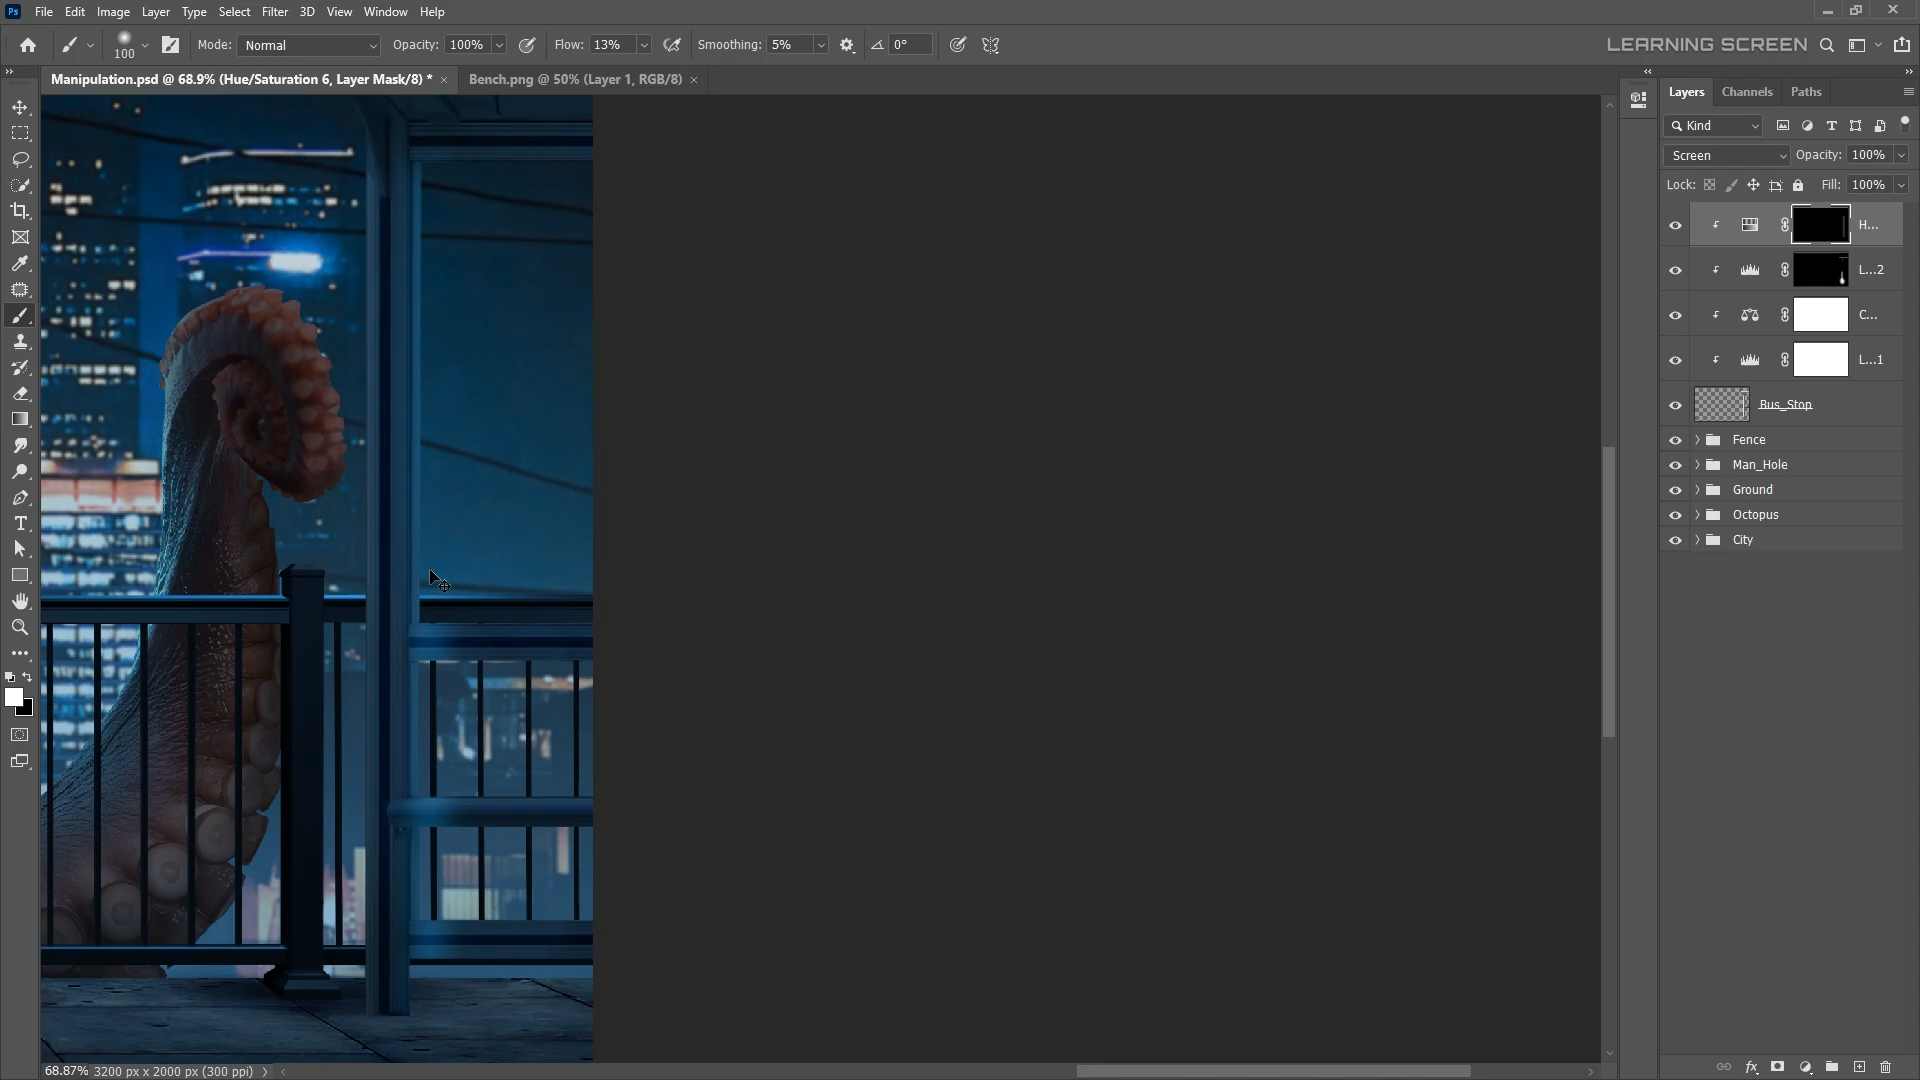 Ps File Edit Image Layer Type Select Filter 3D View Window Help
100 Mode: Normal Opacity: 100% Flow: 13% Smoothing: 5% 0° LEARNING SCREEN
Manipulation.psd @ 68.9% (Hue/Saturation 6, Layer Mask/8) * × Bench.png @ 50% (Layer 1, RGB/8) ×
Layers Channels Paths
Kind
Screen Opacity: 100%
Lock: Fill: 100%
H...
L...2
C...
L...1
Bus_Stop
Fence
Man_Hole
Ground
Octopus
City
68.87% 3200 px x 2000 px (300 ppi)